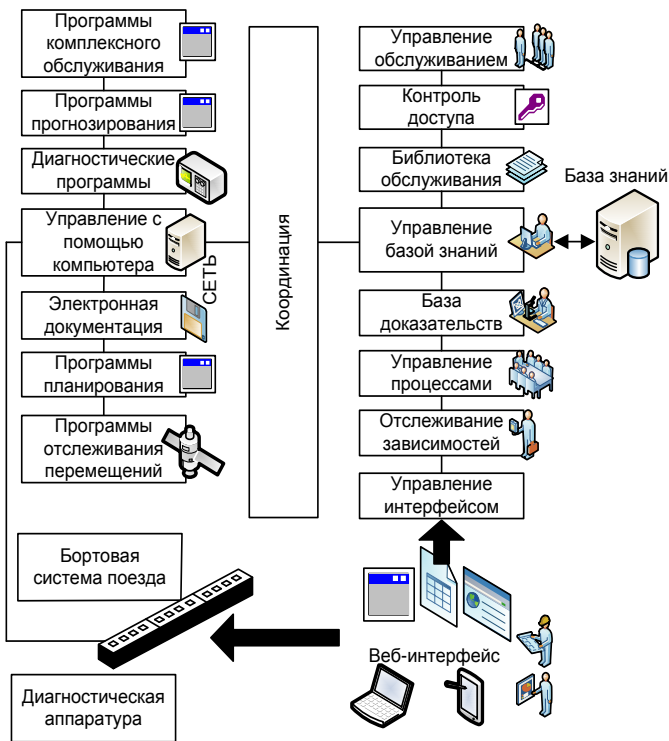 Программы
комплексного
обслуживания
Программы
прогнозирования
Диагностические
программы
Управление с
помощью
компьютера
СЕТЬ
Электронная
документация
Программы
планирования
Программы
отслеживания
перемещений
Координация
Управление
обслуживанием
Контроль
доступа
Библиотека
обслуживания
База знаний
Управление
базой знаний
База
доказательств
Управление
процессами
Отслеживание
зависимостей
Управление
интерфейсом
Бортовая
система поезда
Веб-интерфейс
Диагностическая
аппаратура